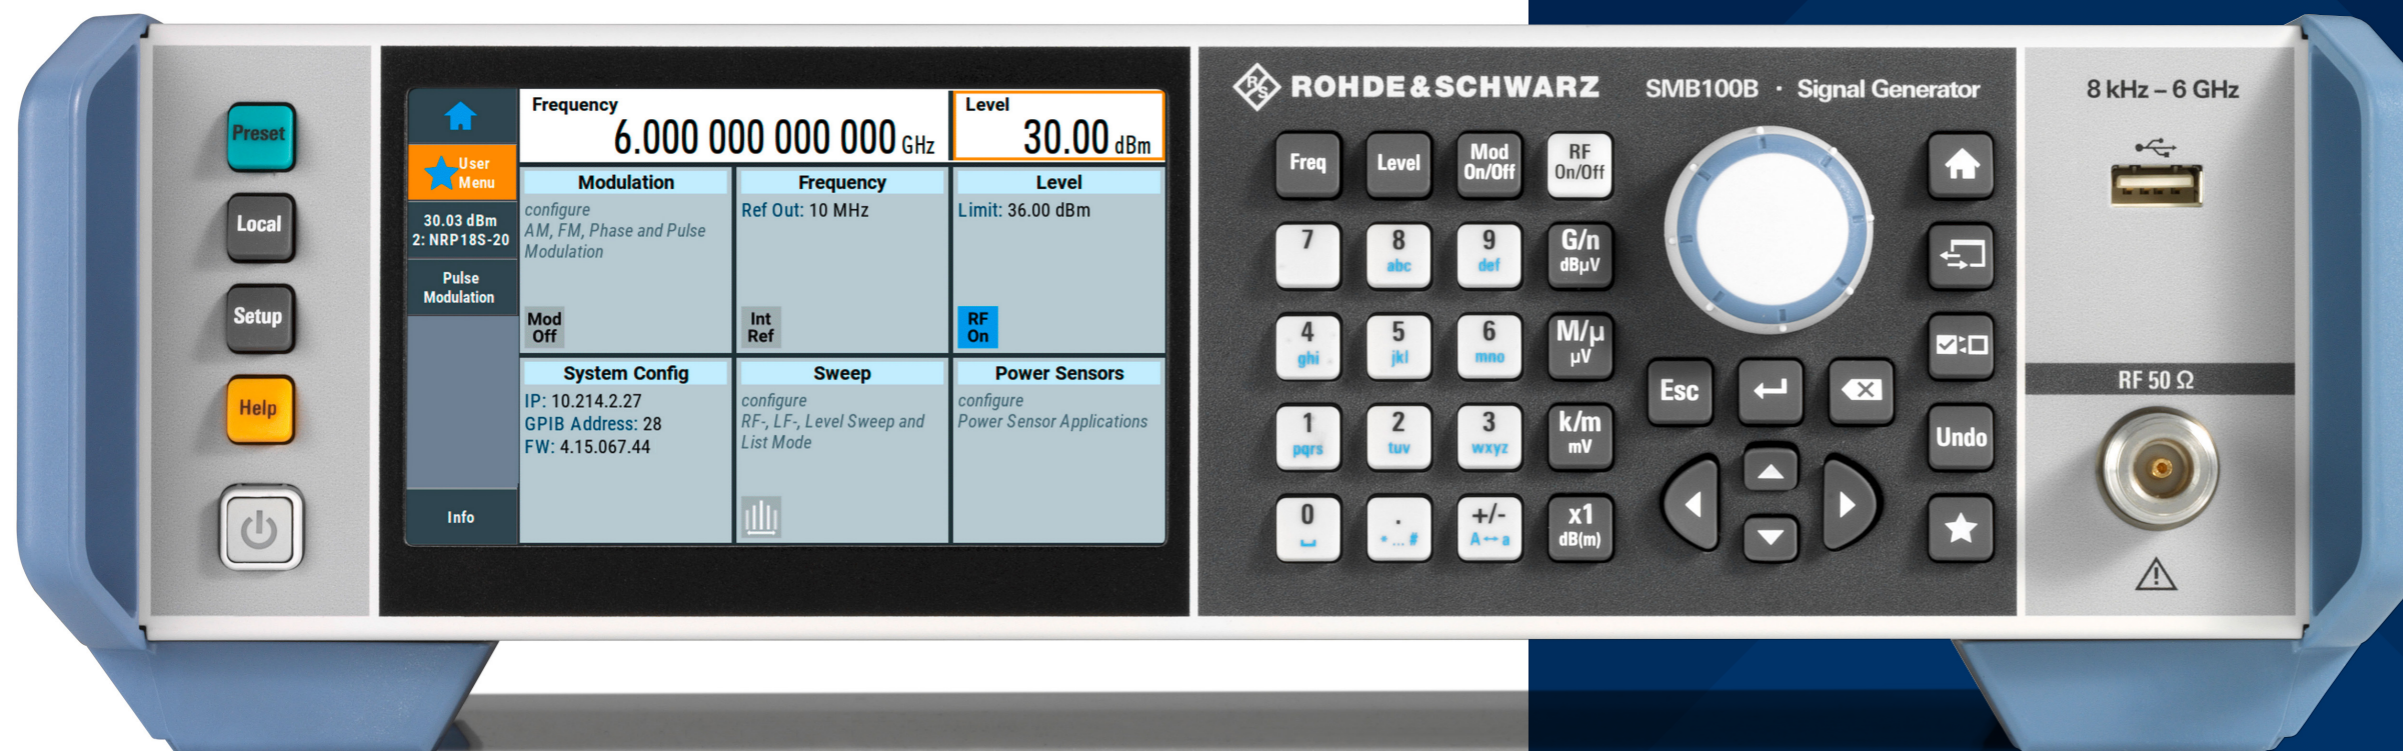 Preset
Local
Setup
Help
User
Menu
30.03 dBm
2: NRP18S-20
Pulse
Modulation
Info
Frequency
6.000 000 000 000 GHz
Level
30.00 dBm
Modulation
configure
AM, FM, Phase and Pulse
Modulation
Mod
Off
Frequency
Ref Out: 10 MHz
Int
Ref
Level
Limit: 36.00 dBm
RF
On
System Config
IP: 10.214.2.27
GPIB Address: 28
FW: 4.15.067.44
Sweep
configure
RF-, LF-, Level Sweep and
List Mode
Power Sensors
configure
Power Sensor Applications
R S ROHDE&SCHWARZ SMB100B · Signal Generator
Freq
Level
Mod
On/Off
RF
On/Off
7
8
abc
9
def
G/n
dBµV
4
ghi
5
jkl
6
mno
M/µ
µV
1
pqrs
2
tuv
3
wxyz
k/m
mV
0
.
* ... #
+/-
A↔a
x1
dB(m)
Esc
Undo
8 kHz – 6 GHz
RF 50 Ω